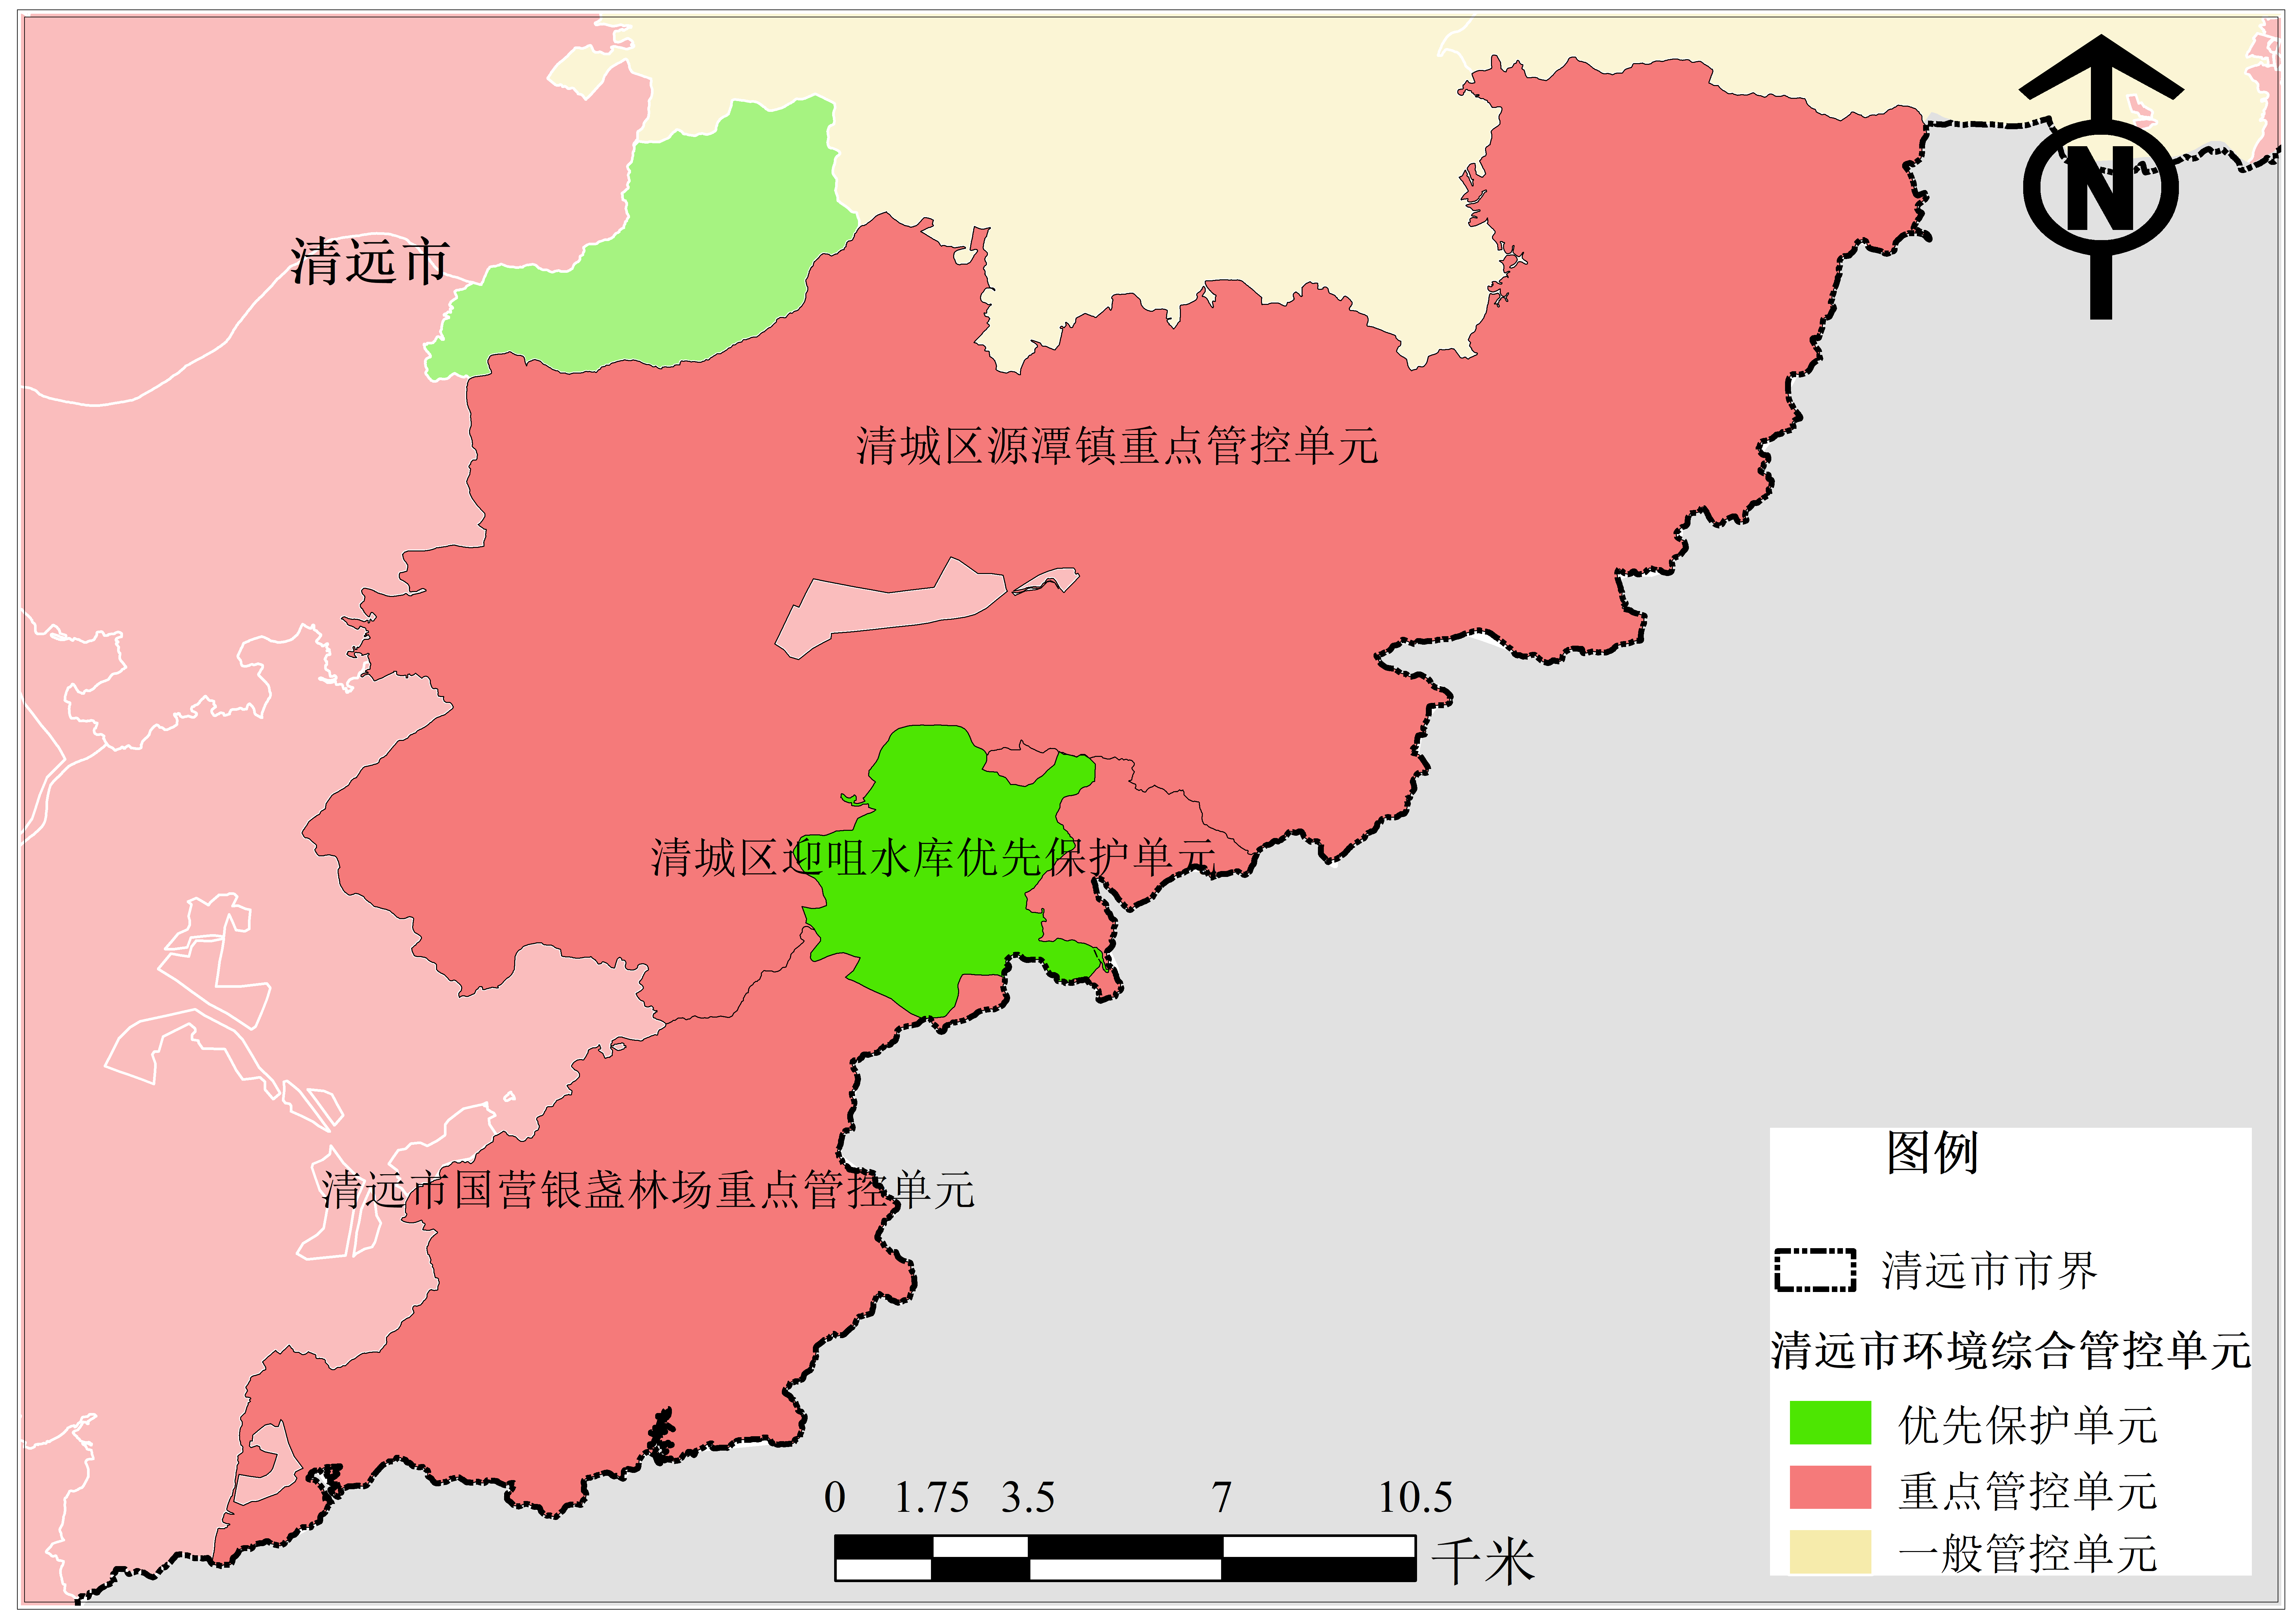 N
清远市
清城区源潭镇重点管控单元
清城区迎咀水库优先保护单元
清远市国营银盏林场重点管控单元
图例
清远市市界
清远市环境综合管控单元
优先保护单元
重点管控单元
一般管控单元
0 1.75 3.5 7 10.5
千米